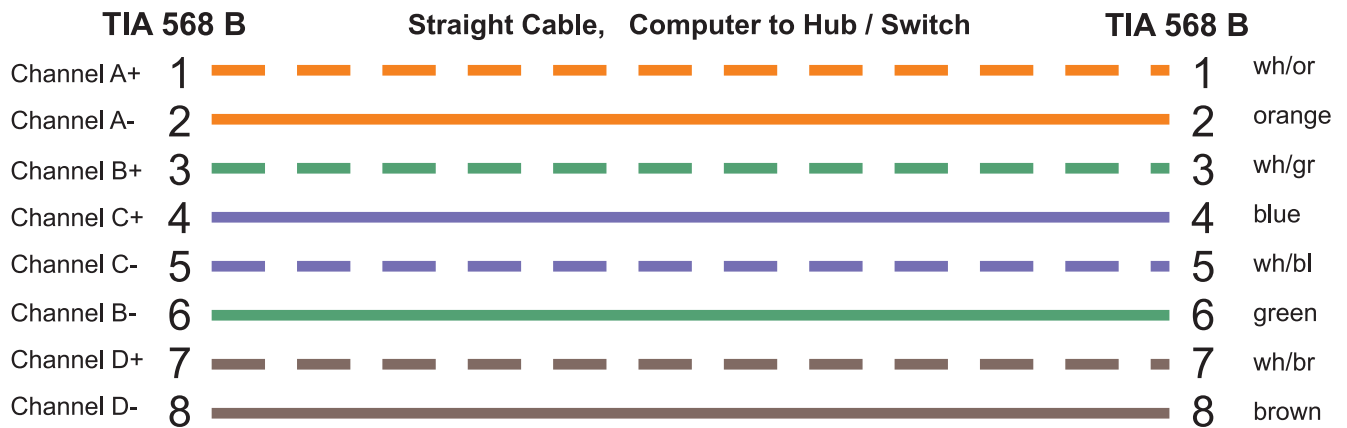 TIA 568 B Straight Cable, Computer to Hub / Switch TIA 568 B
Channel A+ 1 1 wh/or
Channel A- 2 2 orange
Channel B+ 3 3 wh/gr
Channel C+ 4 4 blue
Channel C- 5 5 wh/bl
Channel B- 6 6 green
Channel D+ 7 7 wh/br
Channel D- 8 8 brown